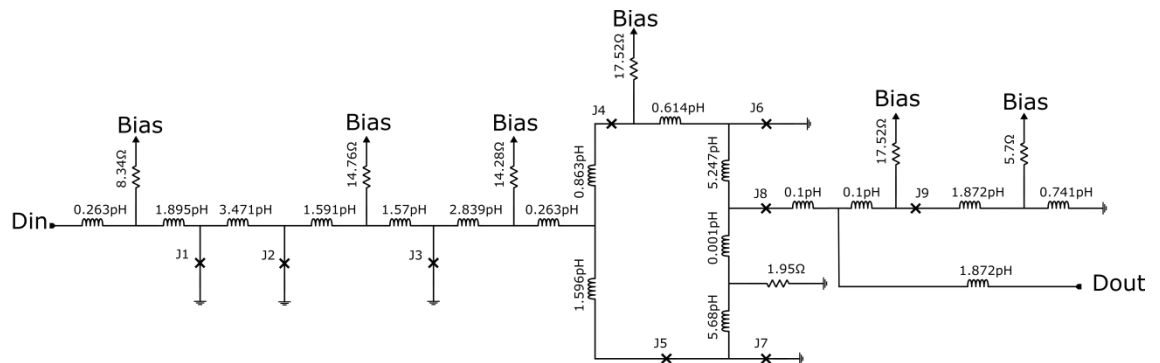 Bias
17.52Ω
J4
0.614pH
J6
Bias
Bias
Bias
Bias
Bias
8.34Ω
14.76Ω
14.28Ω
0.863pH
5.247pH
17.52Ω
5.7Ω
J8
0.1pH
0.1pH
J9
1.872pH
0.741pH
Din
0.263pH
1.895pH
3.471pH
1.591pH
1.57pH
2.839pH
0.263pH
J1
J2
J3
0.001pH
1.95Ω
1.596pH
1.872pH
Dout
5.68pH
J5
J7